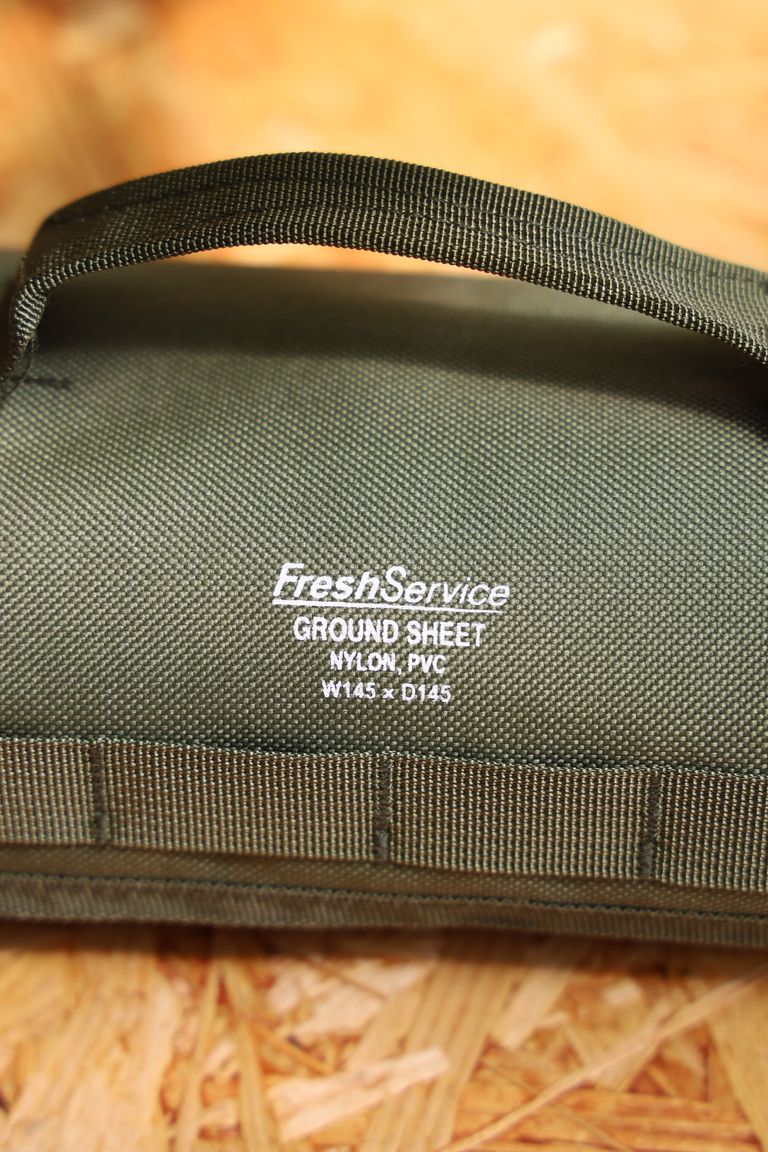 FreshService
GROUND SHEET
NYLON, PVC
W145 × D145